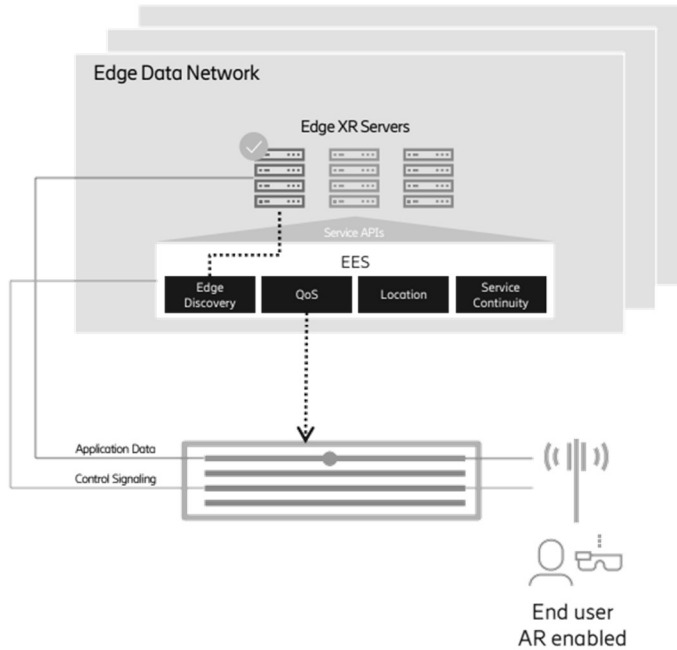 Edge Data Network
Edge XR Servers
Service APIs
EES
Edge
Discovery
QoS
Location
Service
Continuity
Application Data
Control Signaling
End user
AR enabled